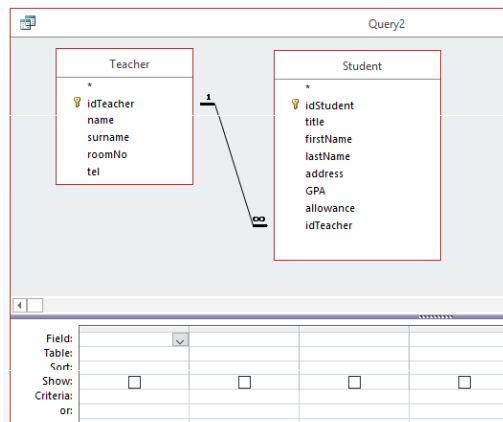 Query2
Teacher
*
idTeacher
name
surname
roomNo
tel
1
∞
Student
*
idStudent
title
firstName
lastName
address
GPA
allowance
idTeacher
Field:
Table:
Sort:
Show:
Criteria:
or: